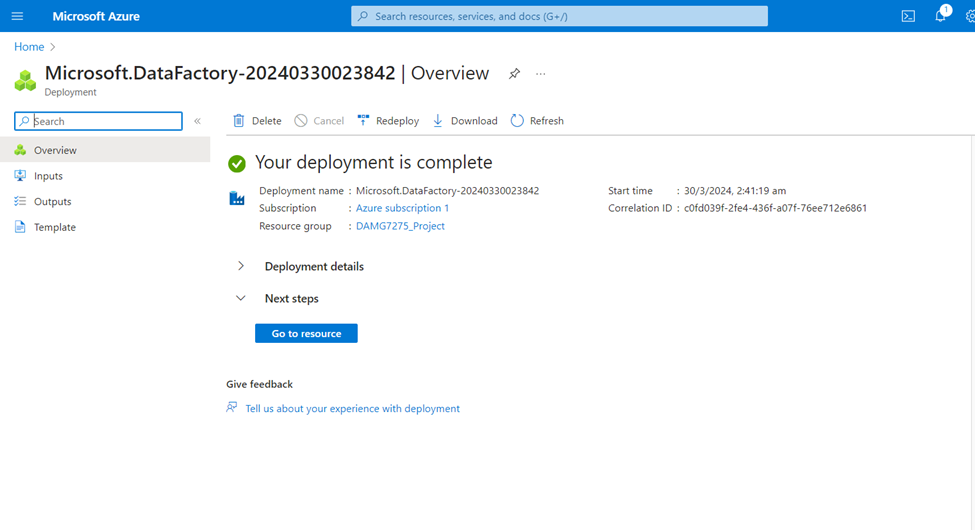 Microsoft Azure
Search resources, services, and docs (G+/)
1
Home
Microsoft.DataFactory-20240330023842 | Overview
Deployment
Search
Delete
Cancel
Redeploy
Download
Refresh
Overview
Inputs
Outputs
Template
Your deployment is complete
Deployment name : Microsoft.DataFactory-20240330023842
Subscription : Azure subscription 1
Resource group : DAMG7275_Project
Start time : 30/3/2024, 2:41:19 am
Correlation ID : c0fd039f-2fe4-436f-a07f-76ee712e6861
Deployment details
Next steps
Go to resource
Give feedback
Tell us about your experience with deployment